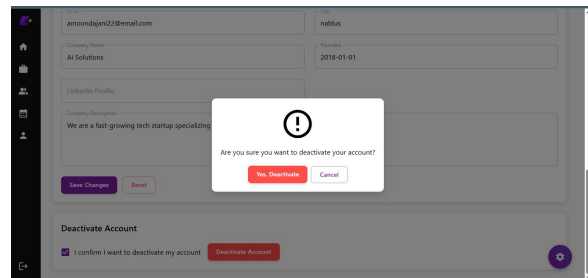 Email
City
amoondajani22@email.com
nablus
Company Name
Founded
Ai Solutions
2018-01-01
LinkedIn Profile
Company Description
We are a fast-growing tech startup specializing
Are you sure you want to deactivate your account?
Yes, Deactivate
Cancel
Save Changes
Reset
Deactivate Account
I confirm I want to deactivate my account
Deactivate Account